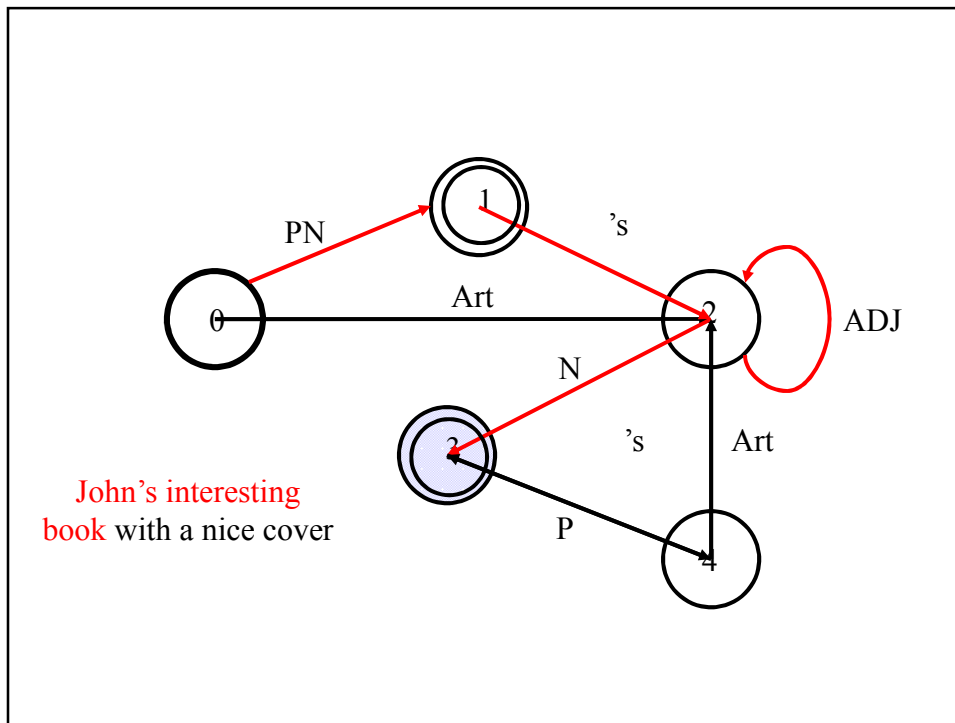 1
PN
's
Art
0
2
ADJ
N
3
's
Art
John's interesting
book with a nice cover
P
4